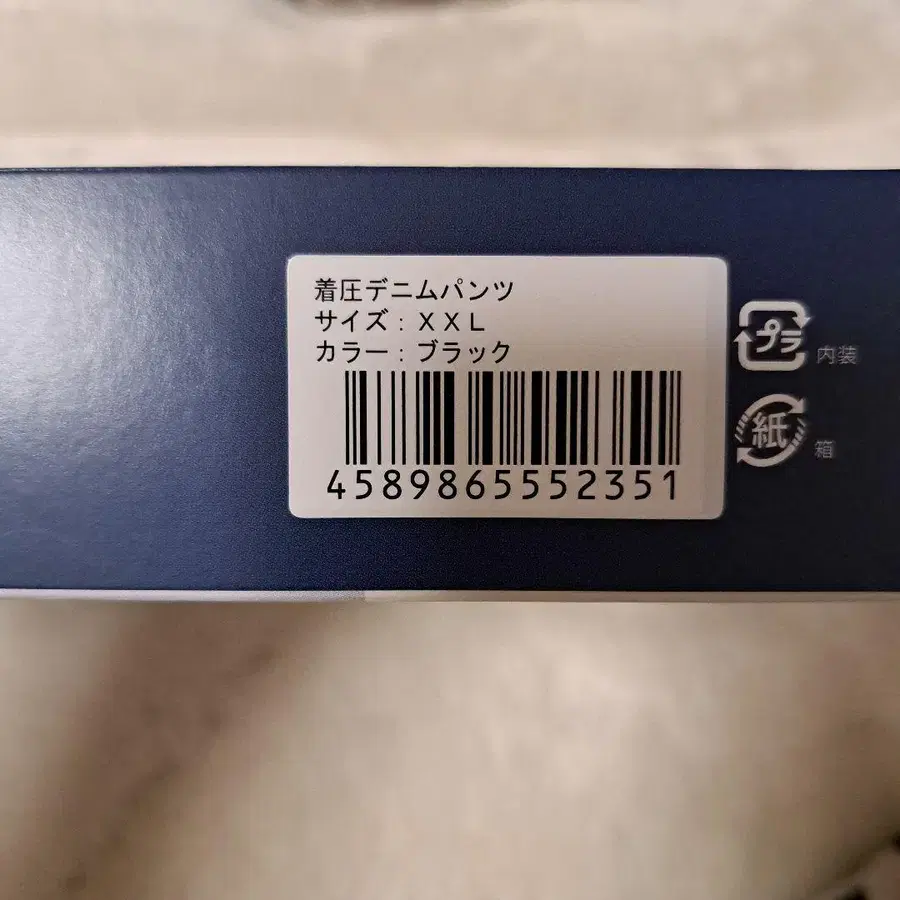 着圧デニムパンツ
サイズ：ＸＸＬ
カラー：ブラック
4589865552351
プラ 内装
紙 箱